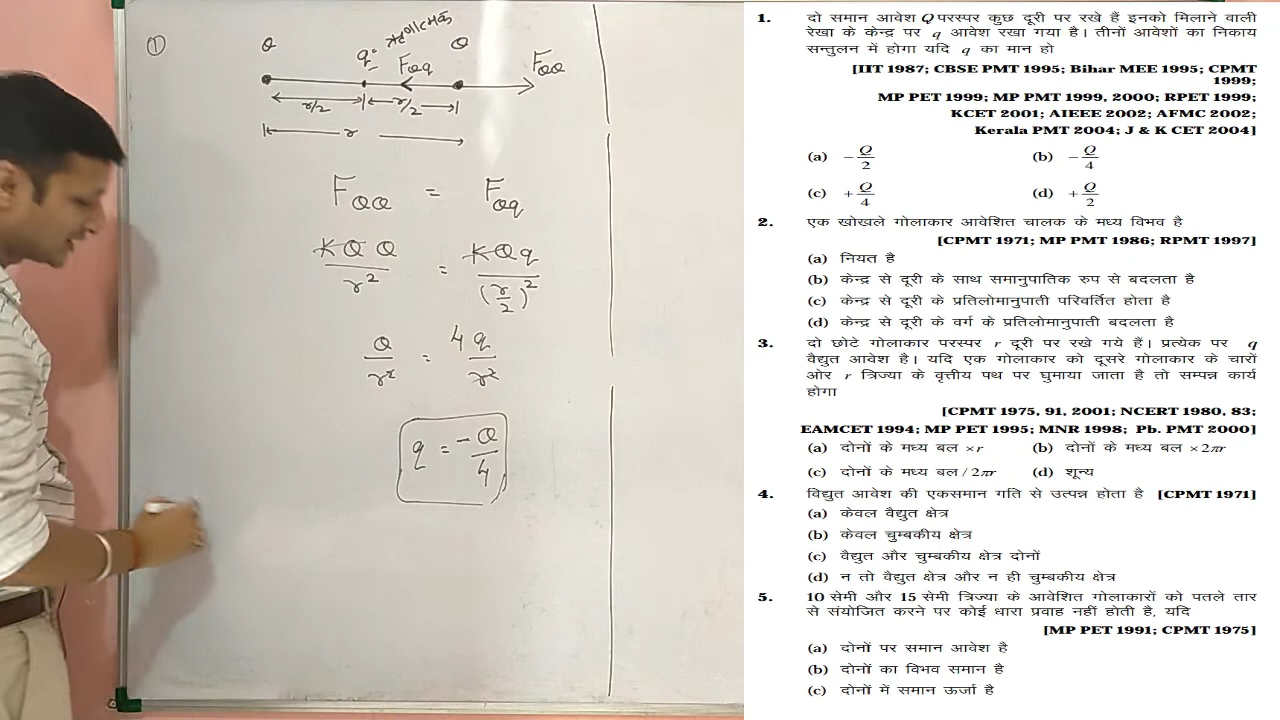 ①
Q
q = ऋणात्मक
Q
F_Qq
F_QQ
r/2
r/2
r
F_QQ = F_Qq
KQQ / r² = KQq / (r/2)²
Q / r² = 4q / r²
q = -Q / 4
1. दो समान आवेश Q परस्पर कुछ दूरी पर रखे हैं इनको मिलाने वाली
रेखा के केन्द्र पर q आवेश रखा गया है। तीनों आवेशों का निकाय
सन्तुलन में होगा यदि q का मान हो
[IIT 1987; CBSE PMT 1995; Bihar MEE 1995; CPMT
1999;
MP PET 1999; MP PMT 1999, 2000; RPET 1999;
KCET 2001; AIEEE 2002; AFMC 2002;
Kerala PMT 2004; J & K CET 2004]
(a) -Q/2 (b) -Q/4
(c) +Q/4 (d) +Q/2
2. एक खोखले गोलाकार आवेशित चालक के मध्य विभव है
[CPMT 1971; MP PMT 1986; RPMT 1997]
(a) नियत है
(b) केन्द्र से दूरी के साथ समानुपातिक रुप से बदलता है
(c) केन्द्र से दूरी के प्रतिलोमानुपाती परिवर्तित होता है
(d) केन्द्र से दूरी के वर्ग के प्रतिलोमानुपाती बदलता है
3. दो छोटे गोलाकार परस्पर r दूरी पर रखे गये हैं। प्रत्येक पर q
वैद्युत आवेश है। यदि एक गोलाकार को दूसरे गोलाकार के चारों
ओर r त्रिज्या के वृत्तीय पथ पर घुमाया जाता है तो सम्पन्न कार्य
होगा
[CPMT 1975, 91, 2001; NCERT 1980, 83;
EAMCET 1994; MP PET 1995; MNR 1998; Pb. PMT 2000]
(a) दोनों के मध्य बल ×r (b) दोनों के मध्य बल ×2πr
(c) दोनों के मध्य बल / 2πr (d) शून्य
4. विद्युत आवेश की एकसमान गति से उत्पन्न होता है [CPMT 1971]
(a) केवल वैद्युत क्षेत्र
(b) केवल चुम्बकीय क्षेत्र
(c) वैद्युत और चुम्बकीय क्षेत्र दोनों
(d) न तो वैद्युत क्षेत्र और न ही चुम्बकीय क्षेत्र
5. 10 सेमी और 15 सेमी त्रिज्या के आवेशित गोलाकारों को पतले तार
से संयोजित करने पर कोई धारा प्रवाह नहीं होती है, यदि
[MP PET 1991; CPMT 1975]
(a) दोनों पर समान आवेश है
(b) दोनों का विभव समान है
(c) दोनों में समान ऊर्जा है